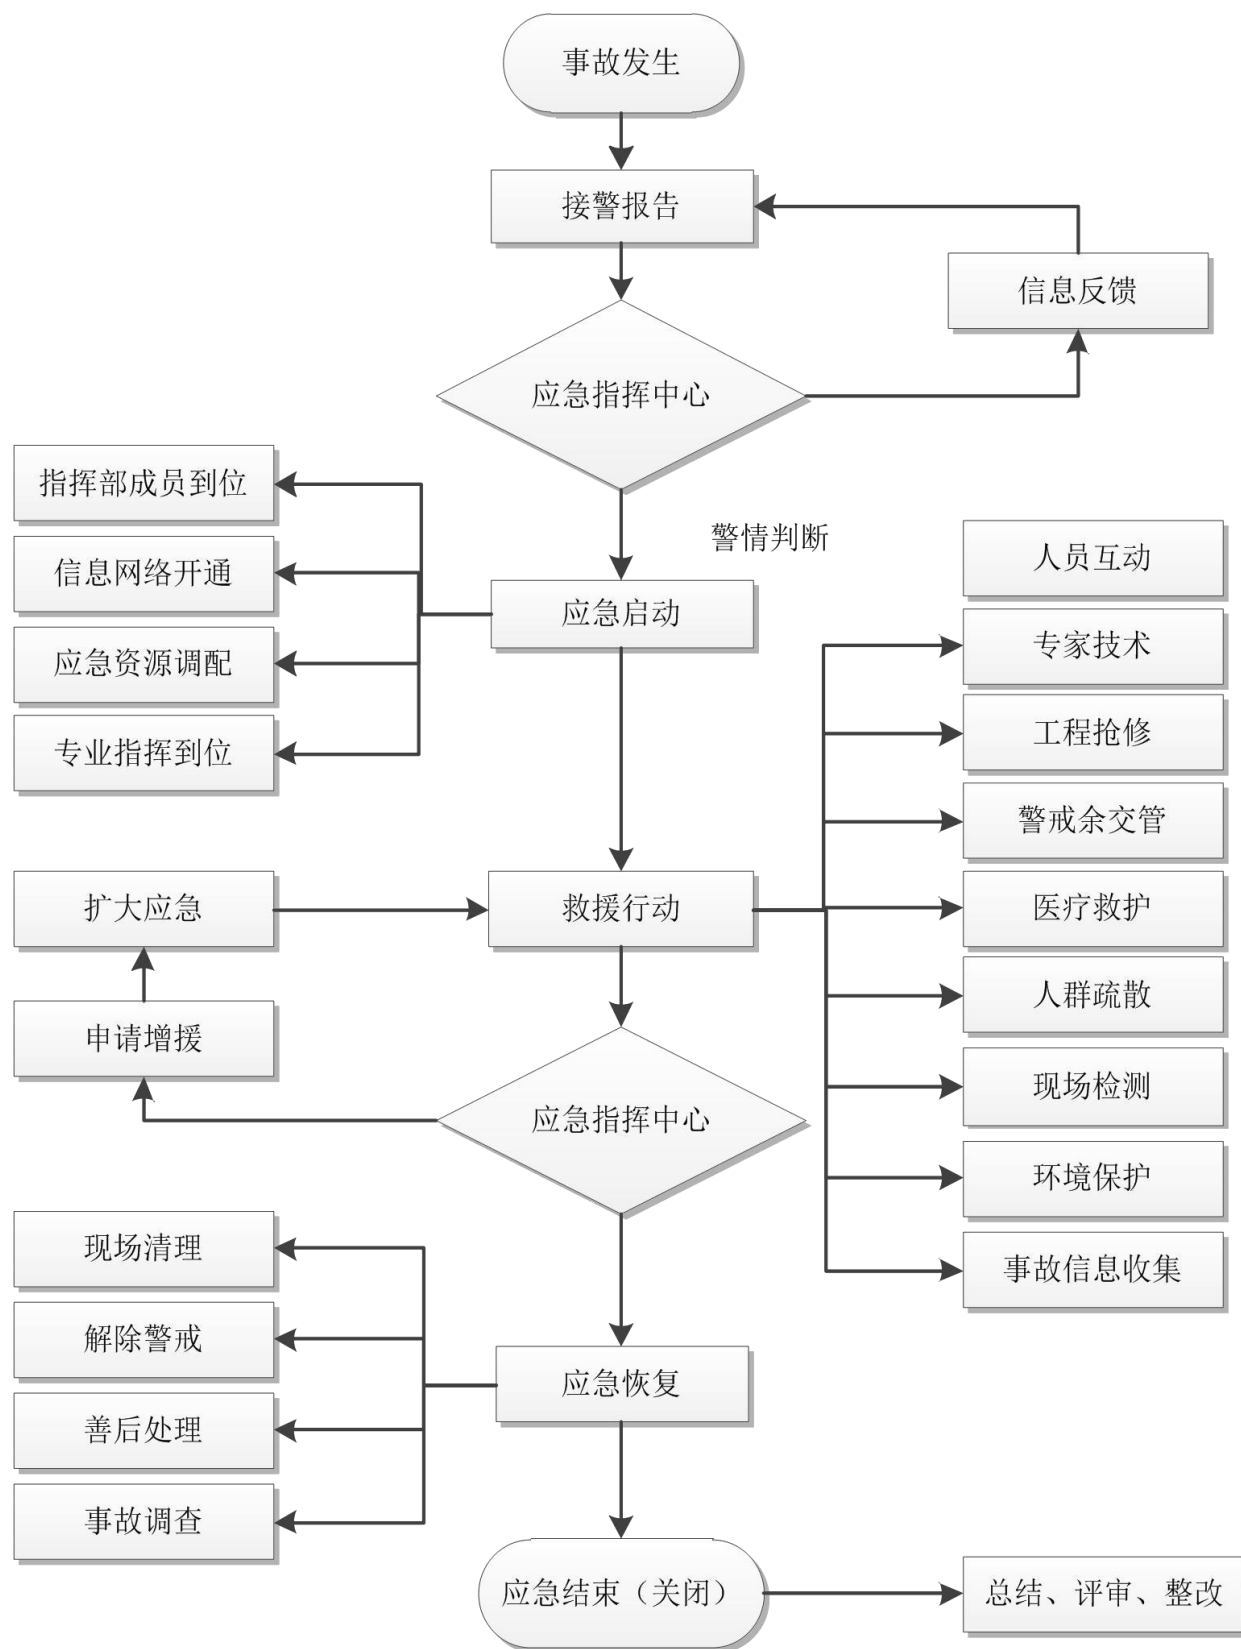 事故发生
接警报告
信息反馈
应急指挥中心
指挥部成员到位
警情判断
人员互动
信息网络开通
应急启动
专家技术
应急资源调配
工程抢修
专业指挥到位
警戒余交管
扩大应急
救援行动
医疗救护
人群疏散
申请增援
现场检测
应急指挥中心
环境保护
现场清理
事故信息收集
解除警戒
应急恢复
善后处理
事故调查
应急结束（关闭）
总结、评审、整改